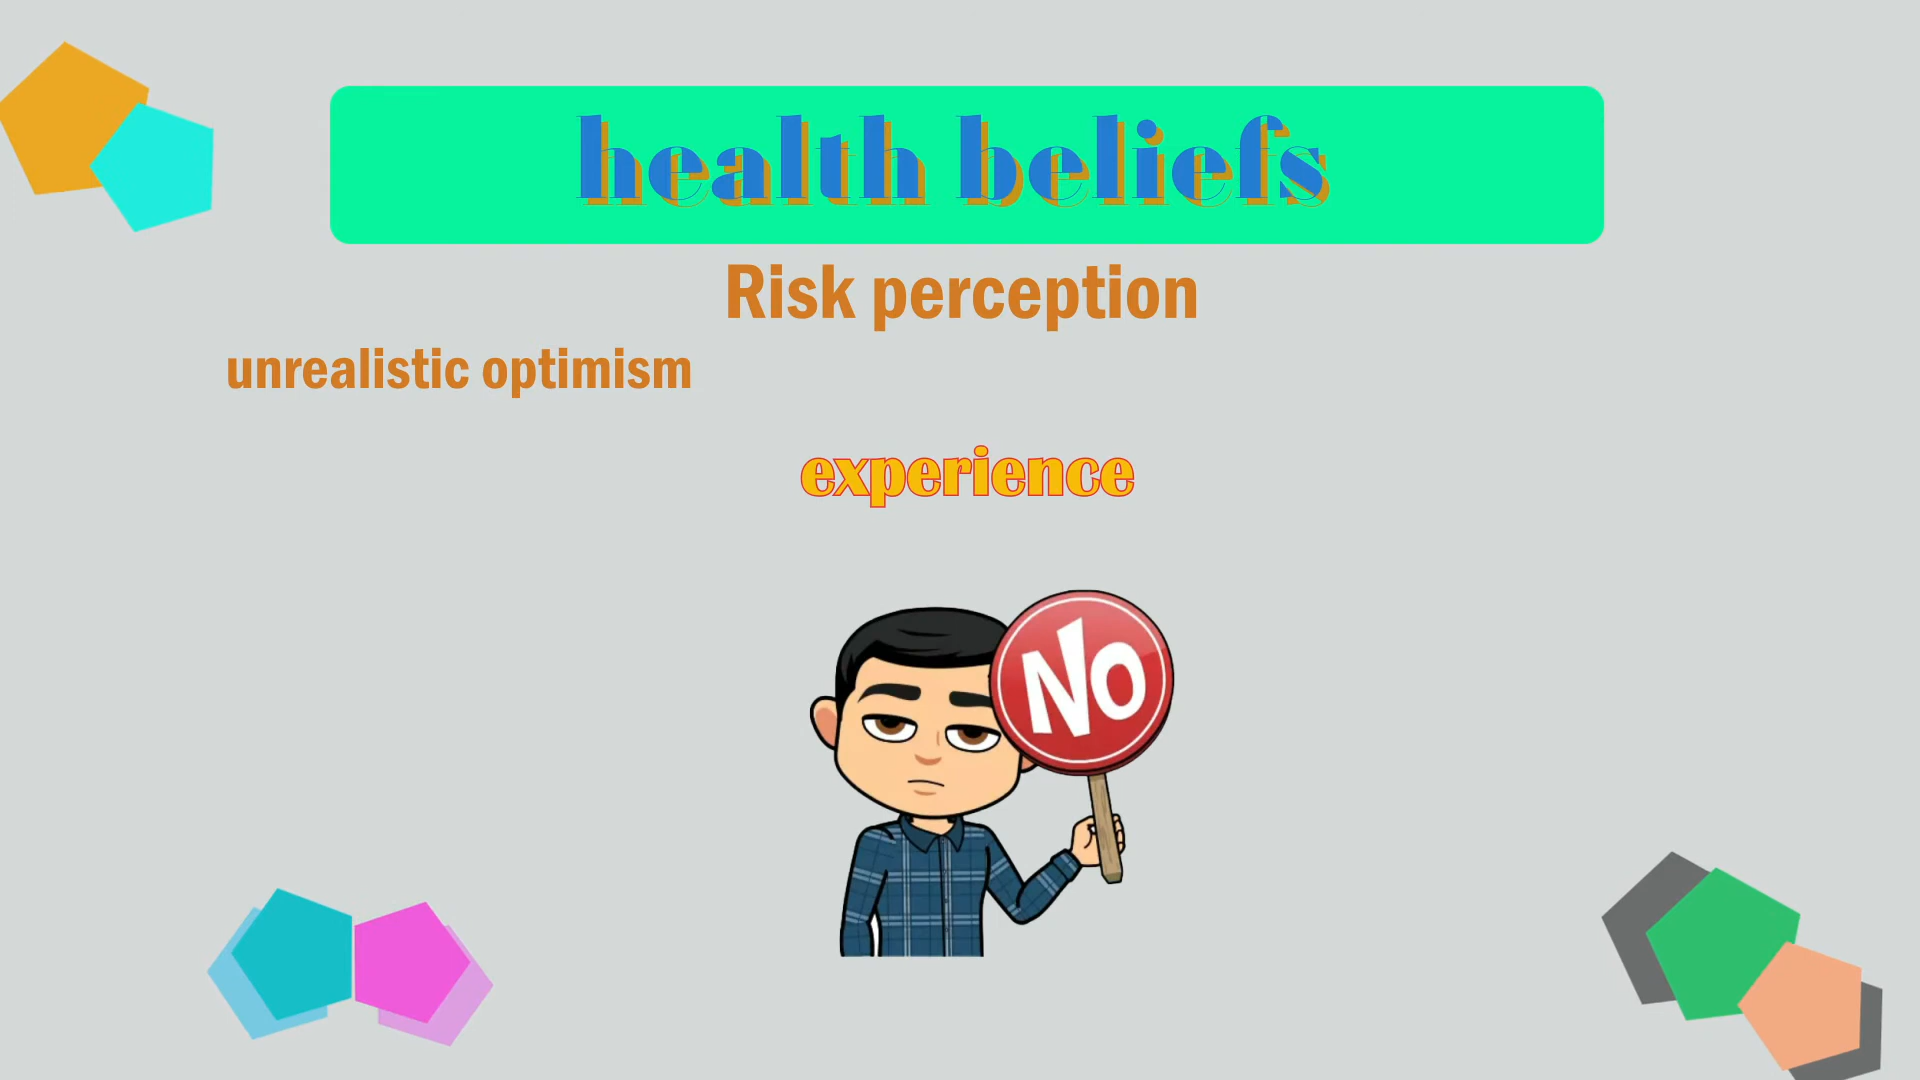 health beliefs
Risk perception
unrealistic optimism
experience
No